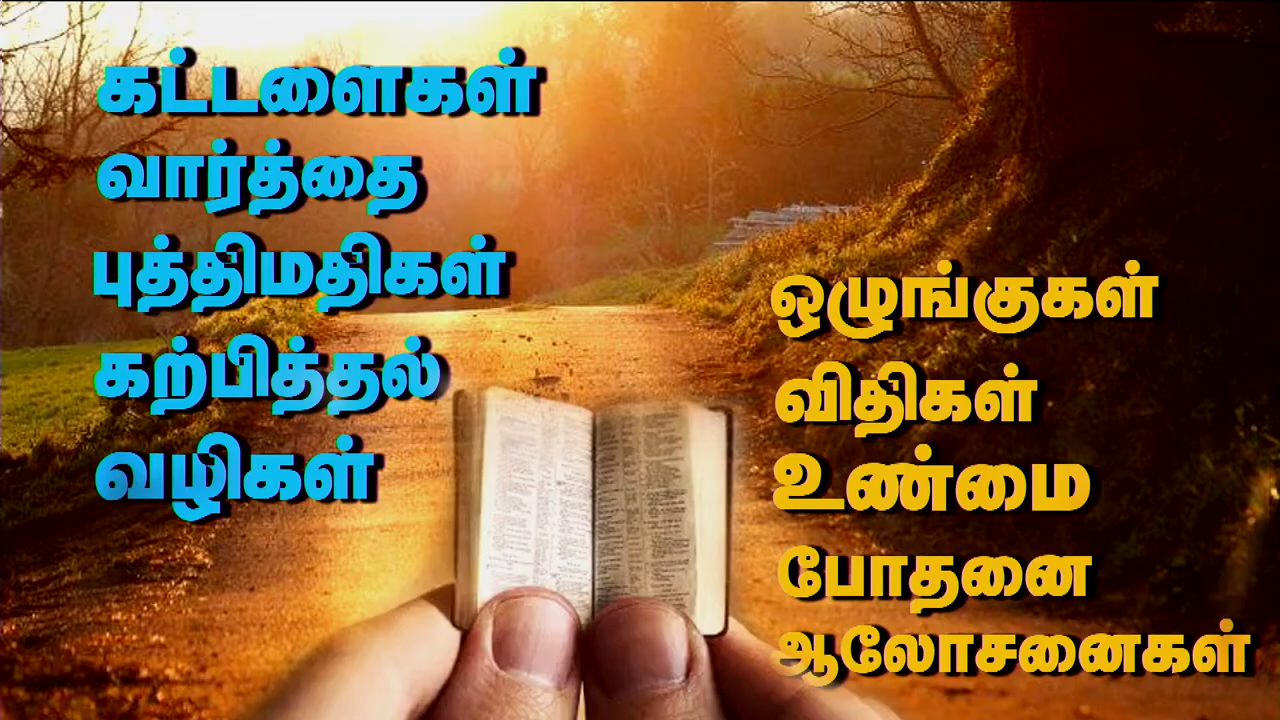 கட்டளைகள்
வார்த்தை
புத்திமதிகள்
கற்பித்தல்
வழிகள்
ஒழுங்குகள்
விதிகள்
உண்மை
போதனை
ஆலோசனைகள்